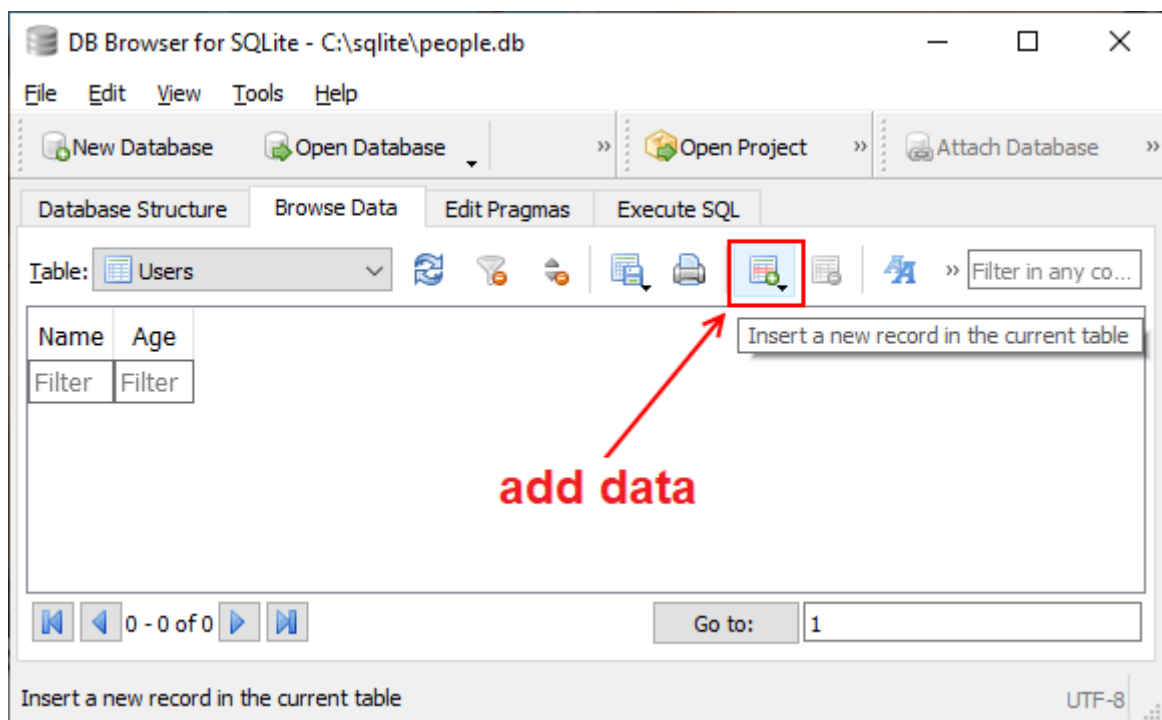 DB Browser for SQLite - C:\sqlite\people.db
File Edit View Tools Help
New Database Open Database » Open Project » Attach Database »
Database Structure Browse Data Edit Pragmas Execute SQL
Table: Users » Filter in any co...
Name Age
Insert a new record in the current table
Filter Filter
add data
0 - 0 of 0 Go to: 1
Insert a new record in the current table UTF-8